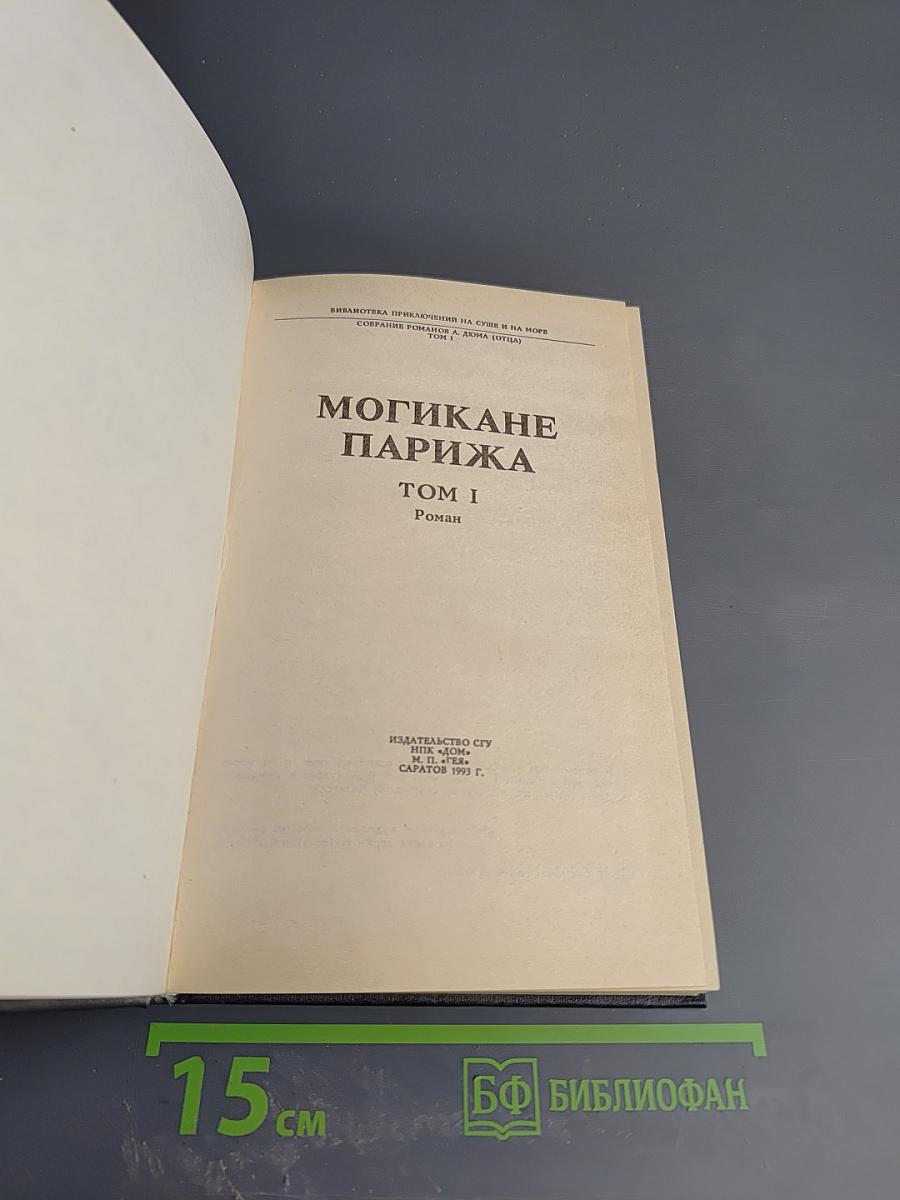 БИБЛИОТЕКА ПРИКЛЮЧЕНИЙ НА СУШЕ И НА МОРЕ
СОБРАНИЕ РОМАНОВ А. ДЮМА (ОТЦА)
ТОМ 1
МОГИКАНЕ
ПАРИЖА
ТОМ I
Роман
ИЗДАТЕЛЬСТВО СГУ
НПК «ДОМ»
М. П. «ГЕЯ»
САРАТОВ 1993 Г.
15 см
БФ БИБЛИОФАН